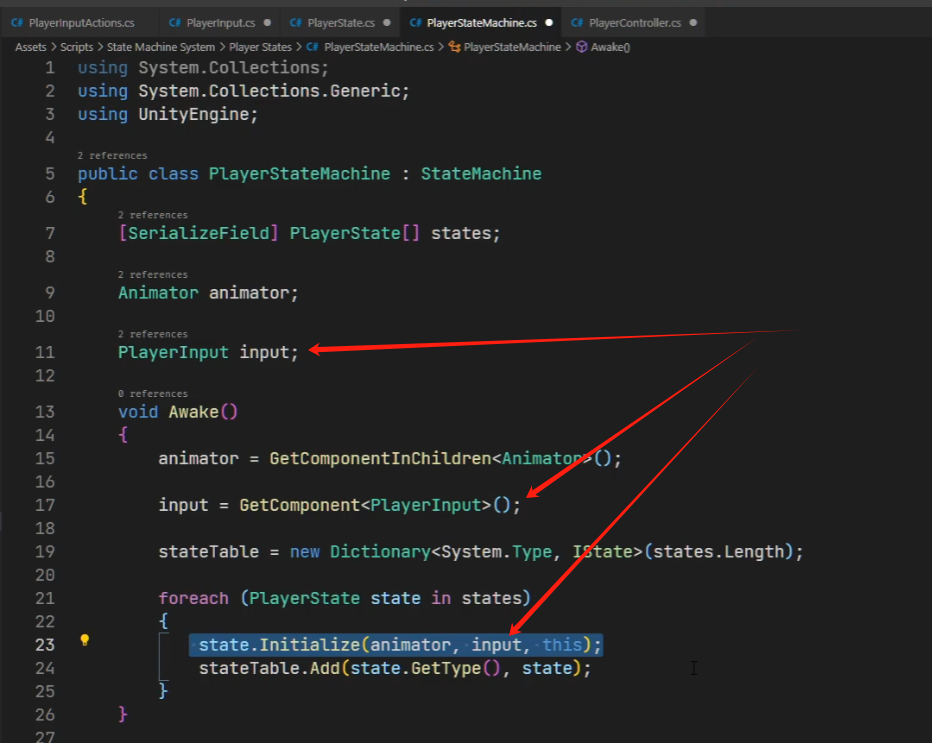 C# PlayerInputActions.cs C# PlayerInput.cs C# PlayerState.cs C# PlayerStateMachine.cs C# PlayerController.cs
Assets > Scripts > State Machine System > Player States > C# PlayerStateMachine.cs > PlayerStateMachine > Awake()
1 using System.Collections;
2 using System.Collections.Generic;
3 using UnityEngine;
4
2 references
5 public class PlayerStateMachine : StateMachine
6 {
2 references
7 [SerializeField] PlayerState[] states;
8
2 references
9 Animator animator;
10
2 references
11 PlayerInput input;
12
0 references
13 void Awake()
14 {
15 animator = GetComponentInChildren<Animator>();
16
17 input = GetComponent<PlayerInput>();
18
19 stateTable = new Dictionary<System.Type, IState>(states.Length);
20
21 foreach (PlayerState state in states)
22 {
23 state.Initialize(animator, input, this);
24 stateTable.Add(state.GetType(), state);
25 }
26 }
27